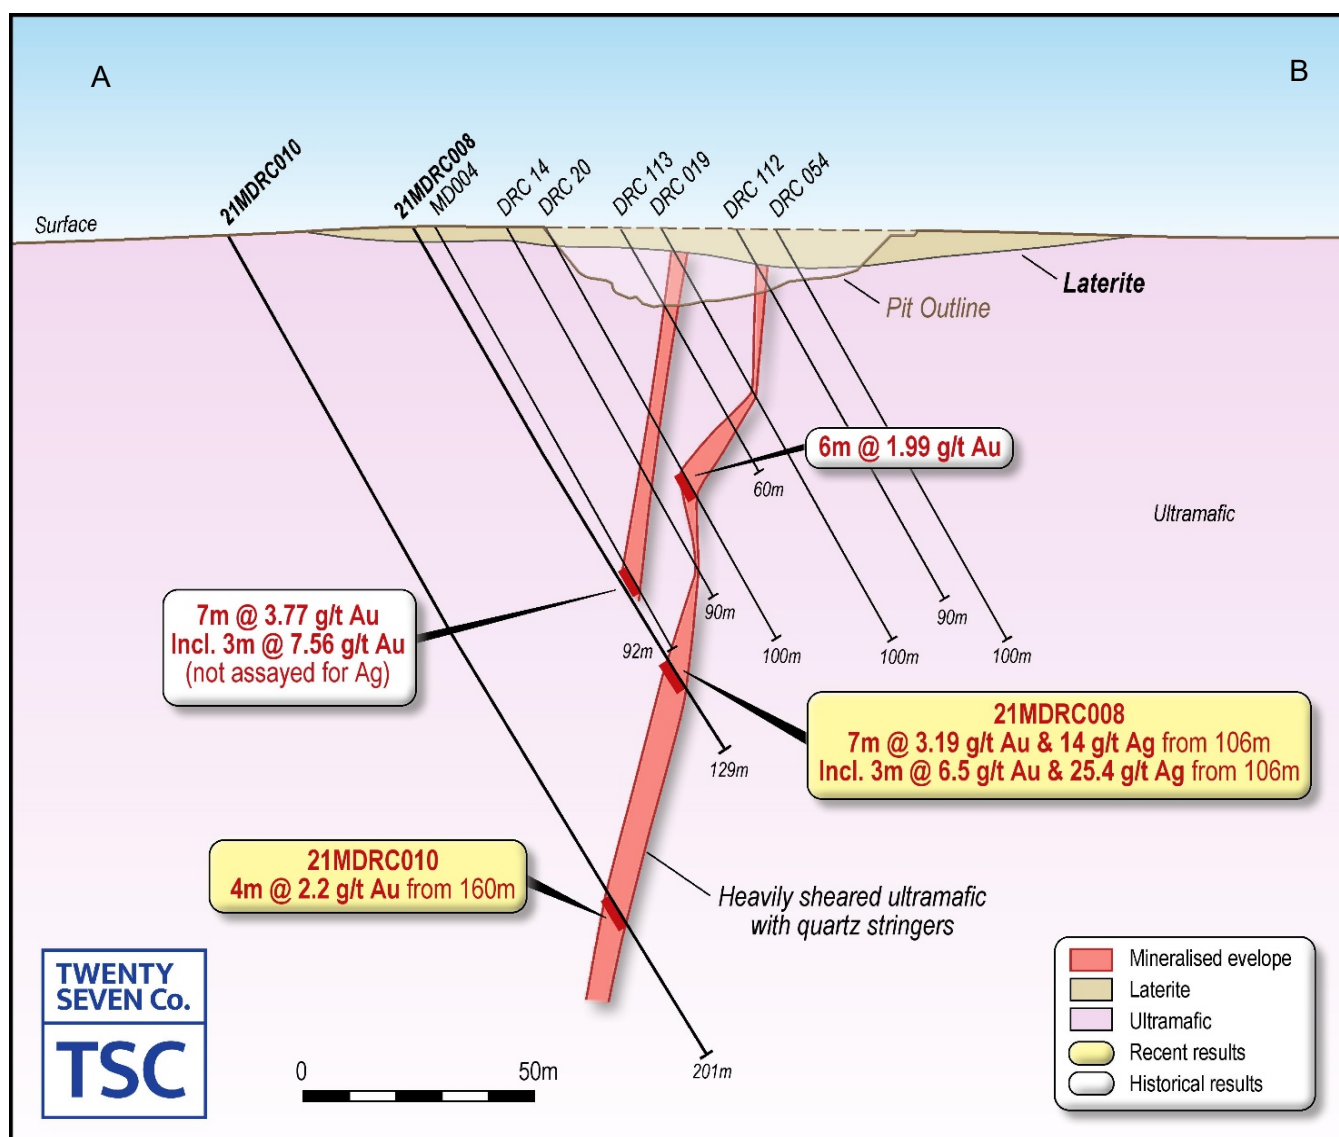 A
B
21MDRC010
21MDRC008
MD004
DRC 14
DRC 20
DRC 113
DRC 019
DRC 112
DRC 054
Surface
Laterite
Pit Outline
6m @ 1.99 g/t Au
60m
Ultramafic
7m @ 3.77 g/t Au
Incl. 3m @ 7.56 g/t Au
(not assayed for Ag)
90m
90m
92m
100m
100m
100m
21MDRC008
7m @ 3.19 g/t Au & 14 g/t Ag from 106m
Incl. 3m @ 6.5 g/t Au & 25.4 g/t Ag from 106m
129m
21MDRC010
4m @ 2.2 g/t Au from 160m
Heavily sheared ultramafic
with quartz stringers
TWENTY
SEVEN Co.
TSC
0
50m
201m
Mineralised evelope
Laterite
Ultramafic
Recent results
Historical results